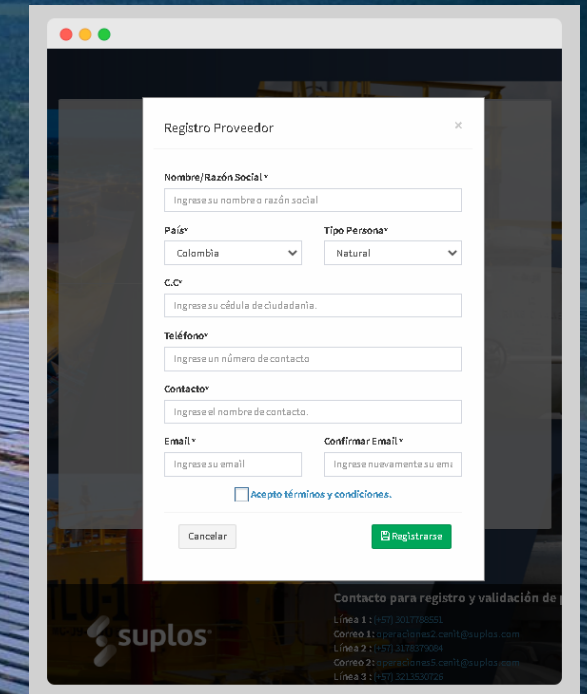 Registro Proveedor ×
Nombre/Razón Social*
Ingrese su nombre o razón social
País* Tipo Persona*
Colombia Natural
C.C*
Ingrese su cédula de ciudadanía.
Teléfono*
Ingrese un número de contacto
Contacto*
Ingrese el nombre de contacto.
Email* Confirmar Email*
Ingrese su email Ingrese nuevamente su ema
Acepto términos y condiciones.
Cancelar Registrarse
TLU-1
suplos
Contacto para registro y validación de p
Línea 1: (+57) 3017788551
Correo 1: operaciones2.cenit@suplos.com
Línea 2 : (+57) 3178379084
Correo 2: operaciones5.cenit@suplos.com
Línea 3 : (+57) 3213530726